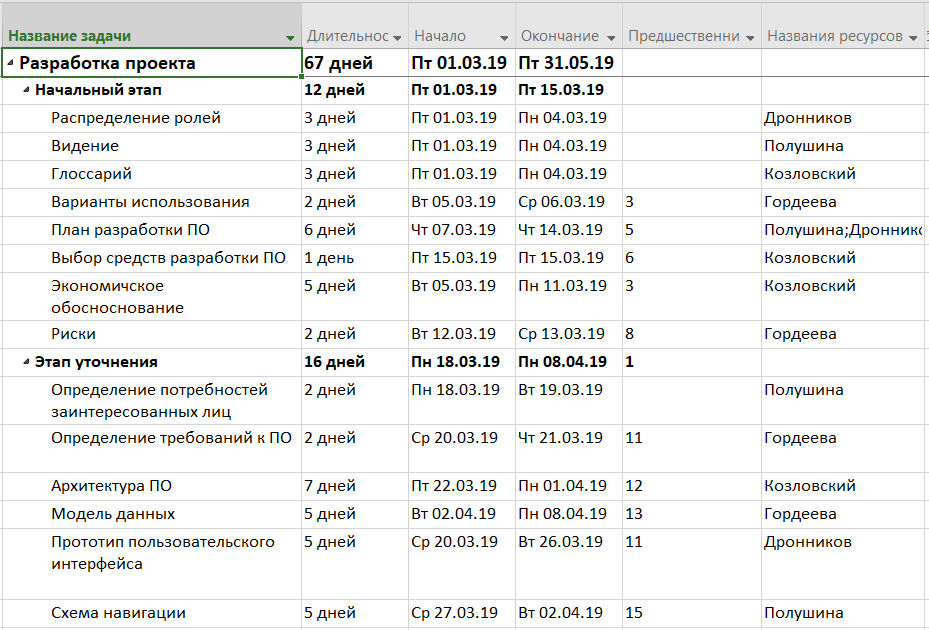 Название задачи Длительнос Начало Окончание Предшественни Названия ресурсов
Разработка проекта 67 дней Пт 01.03.19 Пт 31.05.19
Начальный этап 12 дней Пт 01.03.19 Пт 15.03.19
Распределение ролей 3 дней Пт 01.03.19 Пн 04.03.19 Дронников
Видение 3 дней Пт 01.03.19 Пн 04.03.19 Полушина
Глоссарий 3 дней Пт 01.03.19 Пн 04.03.19 Козловский
Варианты использования 2 дней Вт 05.03.19 Ср 06.03.19 3 Гордеева
План разработки ПО 6 дней Чт 07.03.19 Чт 14.03.19 5 Полушина;Дроннико
Выбор средств разработки ПО 1 день Пт 15.03.19 Пт 15.03.19 6 Козловский
Экономичское 5 дней Вт 05.03.19 Пн 11.03.19 3 Козловский
обосноснование
Риски 2 дней Вт 12.03.19 Ср 13.03.19 8 Гордеева
Этап уточнения 16 дней Пн 18.03.19 Пн 08.04.19 1
Определение потребностей 2 дней Пн 18.03.19 Вт 19.03.19 Полушина
заинтересованных лиц
Определение требований к ПО 2 дней Ср 20.03.19 Чт 21.03.19 11 Гордеева
Архитектура ПО 7 дней Пт 22.03.19 Пн 01.04.19 12 Козловский
Модель данных 5 дней Вт 02.04.19 Пн 08.04.19 13 Гордеева
Прототип пользовательского 5 дней Ср 20.03.19 Вт 26.03.19 11 Дронников
интерфейса
Схема навигации 5 дней Ср 27.03.19 Вт 02.04.19 15 Полушина